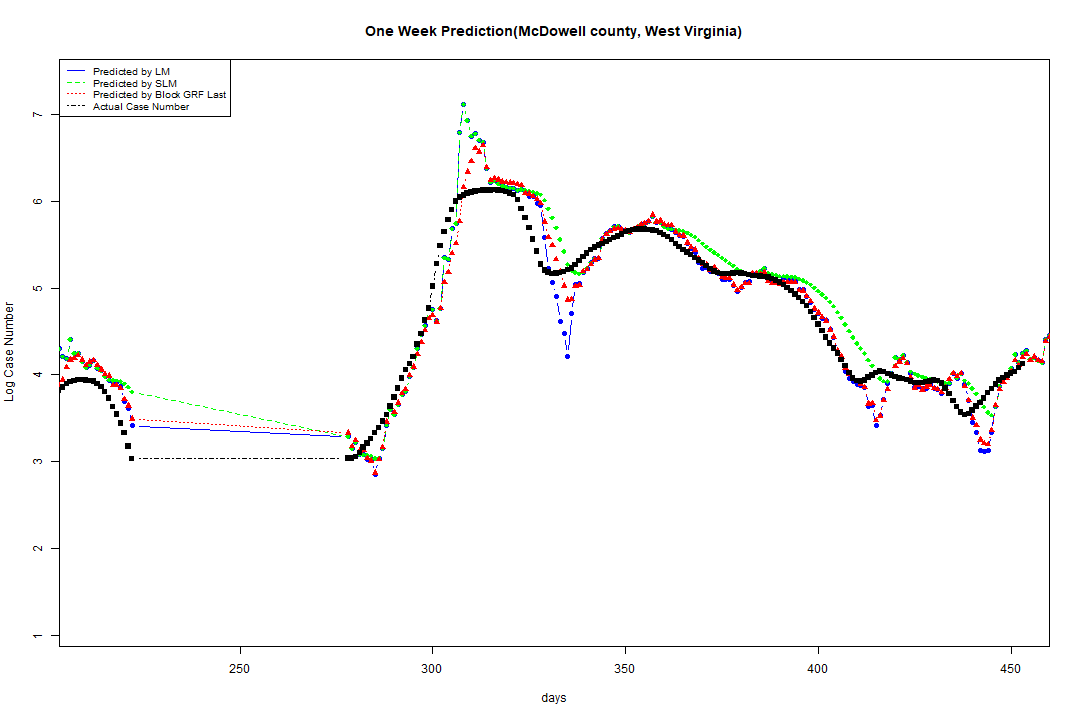 One Week Prediction(McDowell county, West Virginia)
Predicted by LM
Predicted by SLM
Predicted by Block GRF Last
Actual Case Number
7
6
5
4
3
2
1
Log Case Number
250
300
350
400
450
days